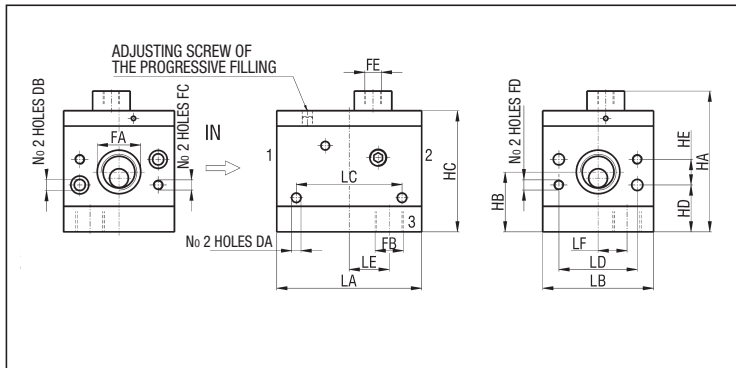 ADJUSTING SCREW OF
THE PROGRESSIVE FILLING
FE
No 2 HOLES DB
FA
No 2 HOLES FC
IN
1
2
3
LC
HC
No 2 HOLES DA
FB
LE
LA
No 2 HOLES FD
HB
HE
HD
HA
LF
LD
LB